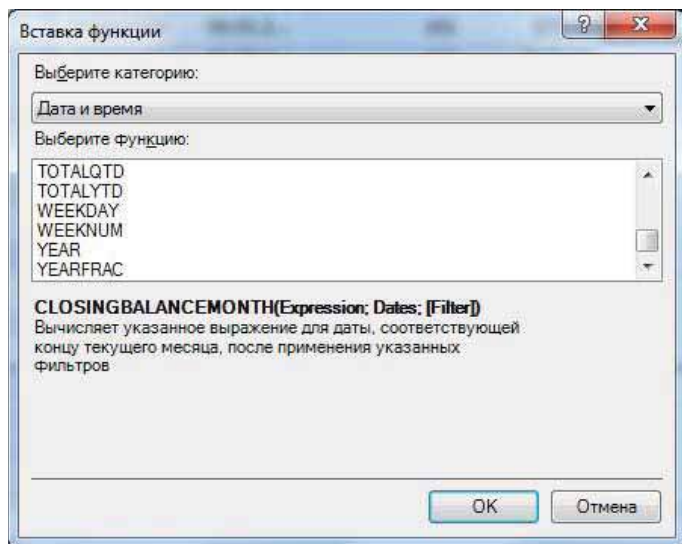 Вставка функции
Выберите категорию:
Дата и время
Выберите функцию:
TOTALQTD
TOTALYTD
WEEKDAY
WEEKNUM
YEAR
YEARFRAC
CLOSINGBALANCEMONTH(Expression; Dates; [Filter])
Вычисляет указанное выражение для даты, соответствующей
концу текущего месяца, после применения указанных
фильтров
OK
Отмена